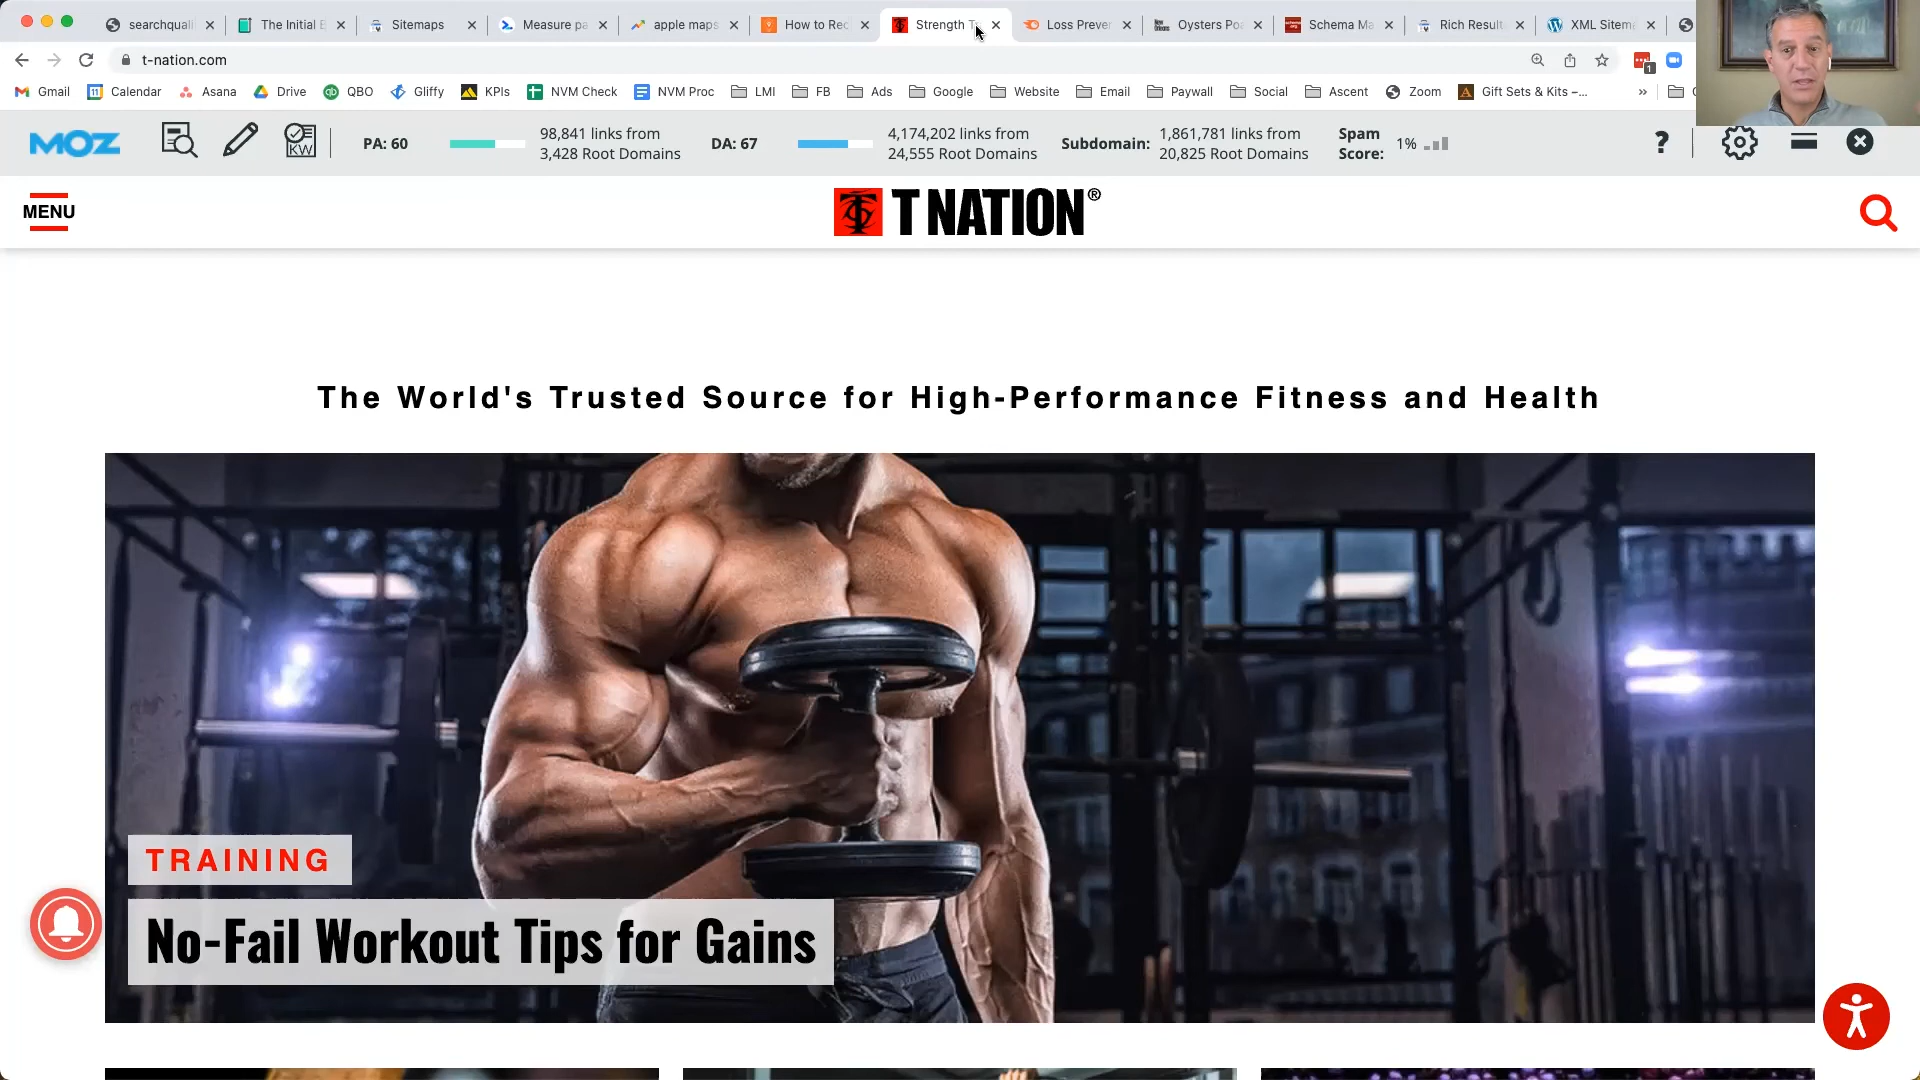 searchquali
The Initial E
Sitemaps
Measure pa
apple maps
How to Rec
Strength T
Loss Preven
Oysters Poa
Schema Ma
Rich Result
XML Sitem
t-nation.com
Gmail
Calendar
Asana
Drive
QBO
Gliffy
KPIs
NVM Check
NVM Proc
LMI
FB
Ads
Google
Website
Email
Paywall
Social
Ascent
Zoom
Gift Sets & Kits –...
»
MOZ
KW
PA: 60
98,841 links from
3,428 Root Domains
DA: 67
4,174,202 links from
24,555 Root Domains
Subdomain:
1,861,781 links from
20,825 Root Domains
Spam
Score:
1%
?
MENU
T NATION®
The World's Trusted Source for High-Performance Fitness and Health
TRAINING
No-Fail Workout Tips for Gains